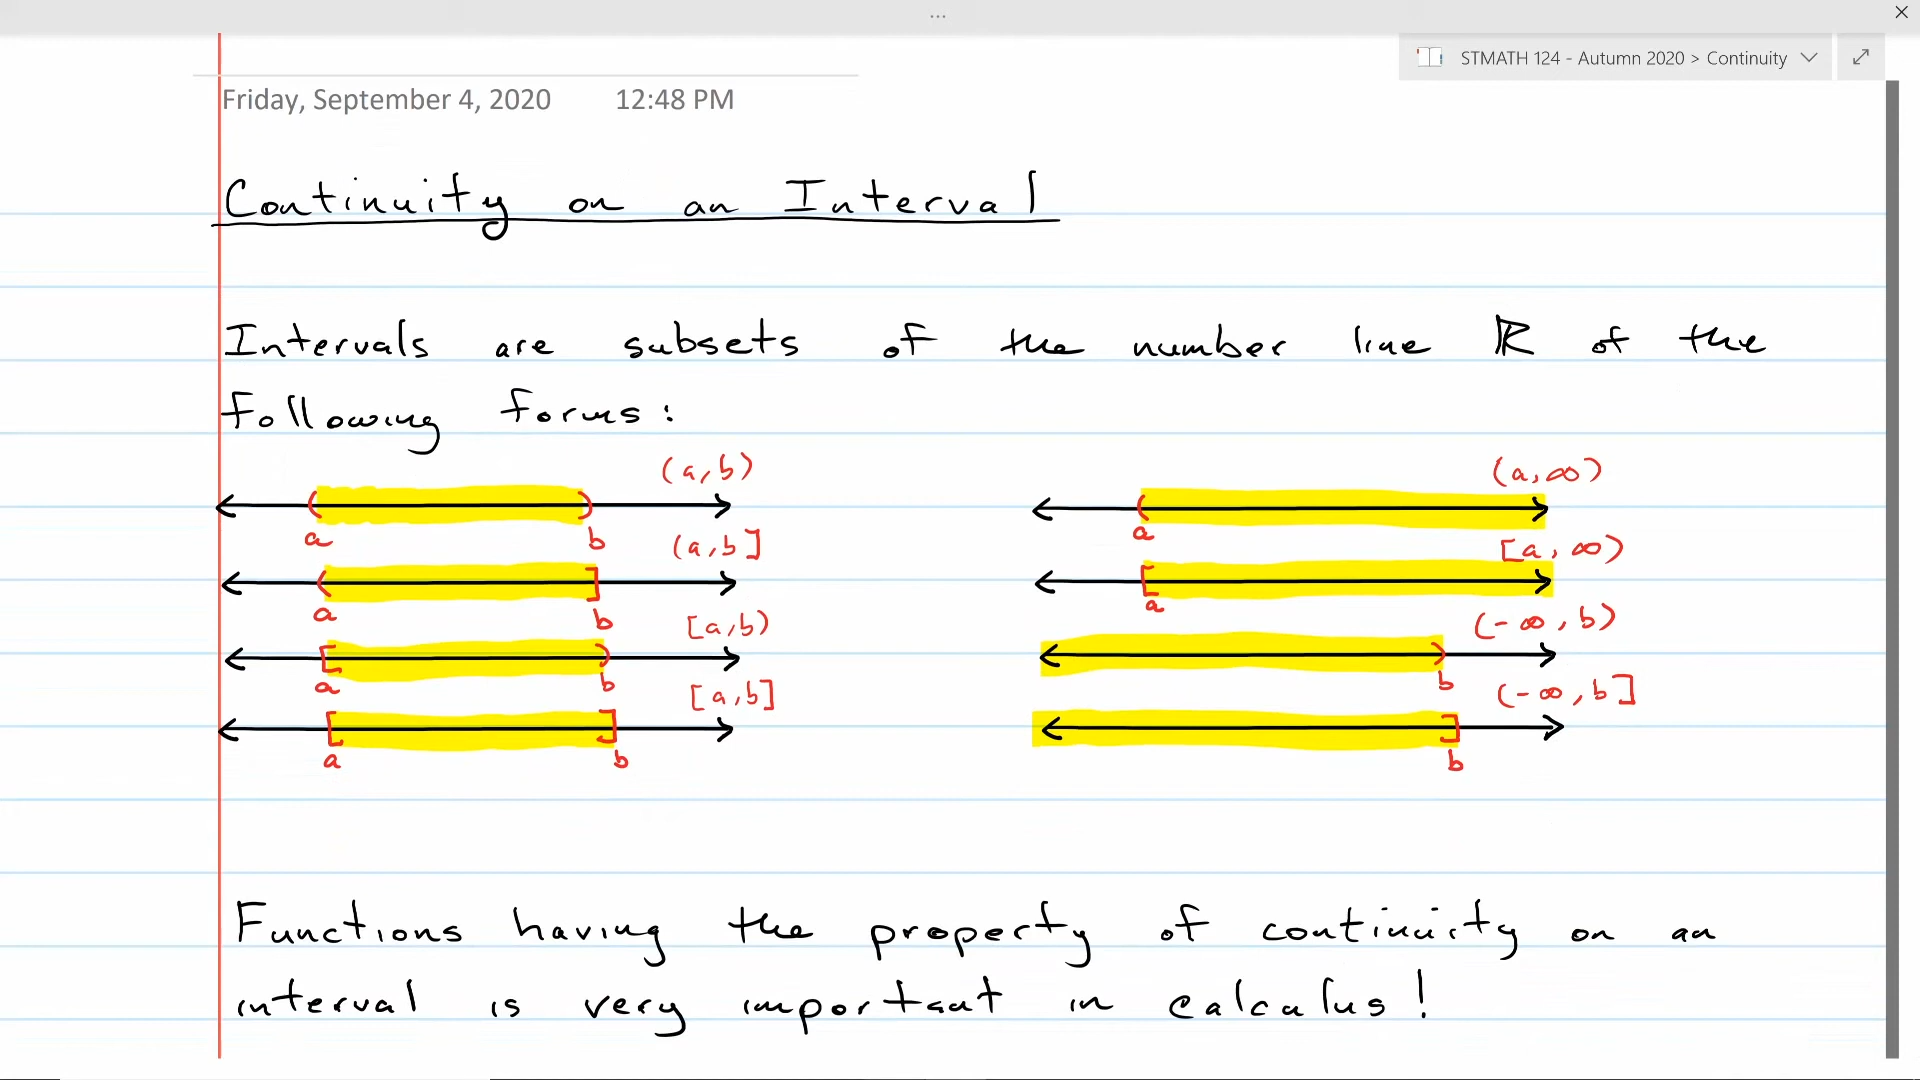 ...
STMATH 124 - Autumn 2020 > Continuity
Friday, September 4, 2020 12:48 PM
Continuity on an Interval
Intervals are subsets of the number line ℝ of the
following forms:
(a,b)
a b
(a,b]
a b
[a,b)
a b
[a,b]
a b
(a,∞)
a
[a,∞)
a
(-∞,b)
b
(-∞,b]
b
Functions having the property of continuity on an
interval is very important in calculus!